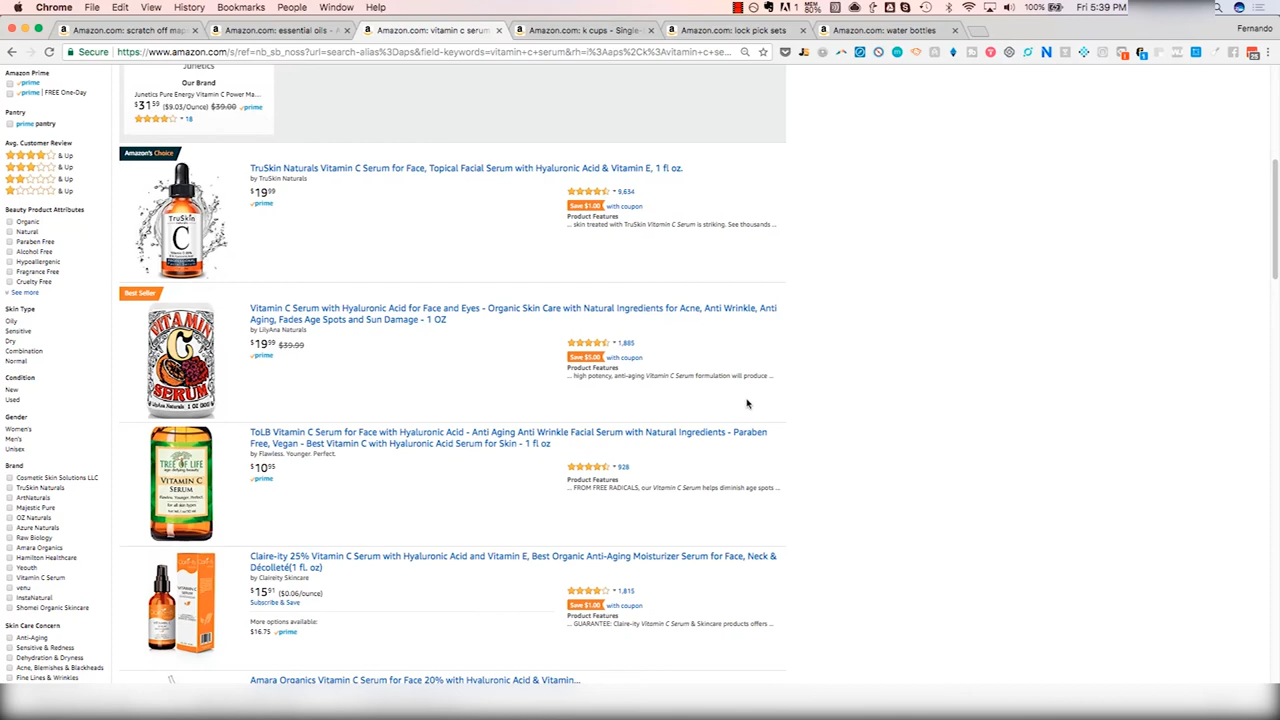 Chrome File Edit View History Bookmarks People Window Help
100% Fri 5:39 PM
Amazon.com: scratch off map
Amazon.com: essential oils - A
Amazon.com: vitamin c serum
Amazon.com: k cups - Single-
Amazon.com: lock pick sets
Amazon.com: water bottles
Fernando
Secure https://www.amazon.com/s/ref=nb_sb_noss?url=search-alias%3Daps&field-keywords=vitamin+c+serum&rh=i%3Aaps%2Ck%3Avitamin+c+se...
Amazon Prime
prime
prime | FREE One-Day
Pantry
prime pantry
Avg. Customer Review
& Up
& Up
& Up
& Up
Beauty Product Attributes
Organic
Natural
Paraben Free
Alcohol Free
Hypoallergenic
Fragrance Free
Cruelty Free
See more
Skin Type
Oily
Sensitive
Dry
Combination
Normal
Condition
New
Used
Gender
Women's
Men's
Unisex
Brand
Cosmetic Skin Solutions LLC
TruSkin Naturals
ArtNaturals
Majestic Pure
OZ Naturals
Azure Naturals
Raw Biology
Amara Organics
Hamilton Healthcare
Yeouth
Vitamin C Serum
venu
InstaNatural
Shomei Organic Skincare
Skin Care Concern
Anti-Aging
Sensitive & Redness
Dehydration & Dryness
Acne, Blemishes & Blackheads
Fine Lines & Wrinkles
Junetics
Our Brand
Junetics Pure Energy Vitamin C Power Ma...
$31 59 ($9.03/Ounce) $39.00 prime
18
Amazon's Choice
TruSkin
C
TruSkin Naturals Vitamin C Serum for Face, Topical Facial Serum with Hyaluronic Acid & Vitamin E, 1 fl oz.
by TruSkin Naturals
$19 99
prime
9,634
Save $1.00 with coupon
Product Features
... skin treated with TruSkin Vitamin C Serum is striking. See thousands ...
Best Seller
VITAMIN
C
SERUM
LilyAna Naturals
Vitamin C Serum with Hyaluronic Acid for Face and Eyes - Organic Skin Care with Natural Ingredients for Acne, Anti Wrinkle, Anti
Aging, Fades Age Spots and Sun Damage - 1 OZ
by LilyAna Naturals
$19 99 $39.99
prime
1,885
Save $5.00 with coupon
Product Features
... high potency, anti-aging Vitamin C Serum formulation will produce ...
TREE OF LIFE
VITAMIN C
SERUM
ToLB Vitamin C Serum for Face with Hyaluronic Acid - Anti Aging Anti Wrinkle Facial Serum with Natural Ingredients - Paraben
Free, Vegan - Best Vitamin C with Hyaluronic Acid Serum for Skin - 1 fl oz
by Flawless. Younger. Perfect.
$10 95
prime
928
Product Features
... FROM FREE RADICALS, our Vitamin C Serum helps diminish age spots ...
Claire-ity 25% Vitamin C Serum with Hyaluronic Acid and Vitamin E, Best Organic Anti-Aging Moisturizer Serum for Face, Neck &
Décolleté(1 fl. oz)
by Claireity Skincare
$15 91 ($0.06/ounce)
Subscribe & Save
More options available:
$16.75 prime
1,815
Save $1.00 with coupon
Product Features
... GUARANTEE: Claire-ity Vitamin C Serum & Skincare products offers ...
Amara Organics Vitamin C Serum for Face 20% with Hyaluronic Acid & Vitamin...